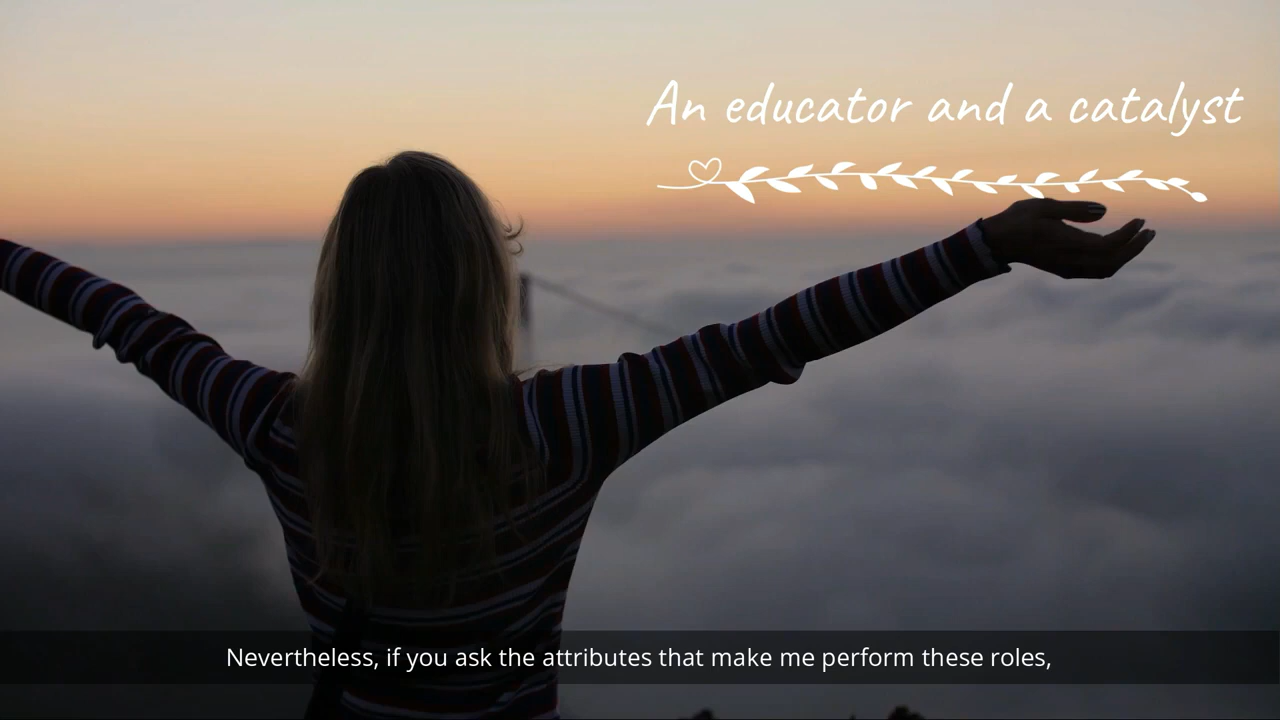 An educator and a catalyst
Nevertheless, if you ask the attributes that make me perform these roles,